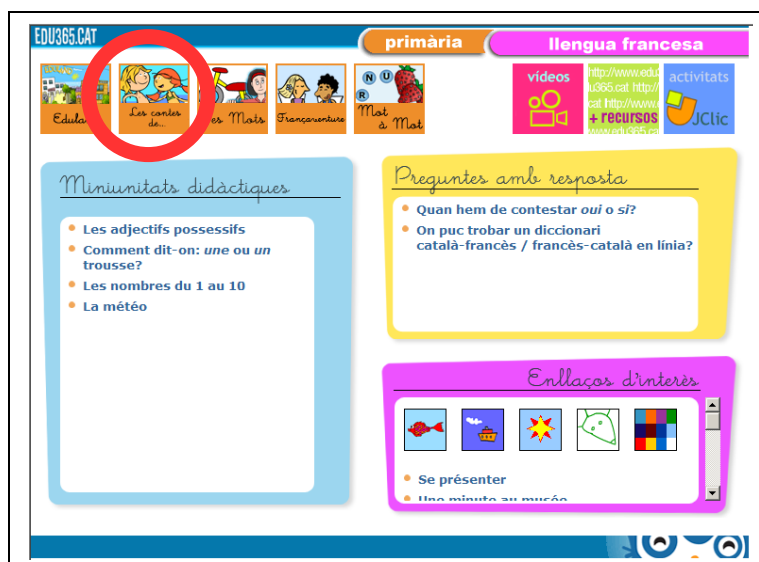 EDU365.CAT
primària
llengua francesa
Les contes
de...
es Mots
Françaventure
N U
R
Mot
à Mot
vídeos
+ recursos
activitats
JClic
Miniunitats didàctiques
Les adjectifs possessifs
Comment dit-on: une ou un
trousse?
Les nombres du 1 au 10
La météo
Preguntes amb resposta
Quan hem de contestar oui o si?
On puc trobar un diccionari
català-francès / francès-català en línia?
Enllaços d'interès
Se présenter
Une minute au musée